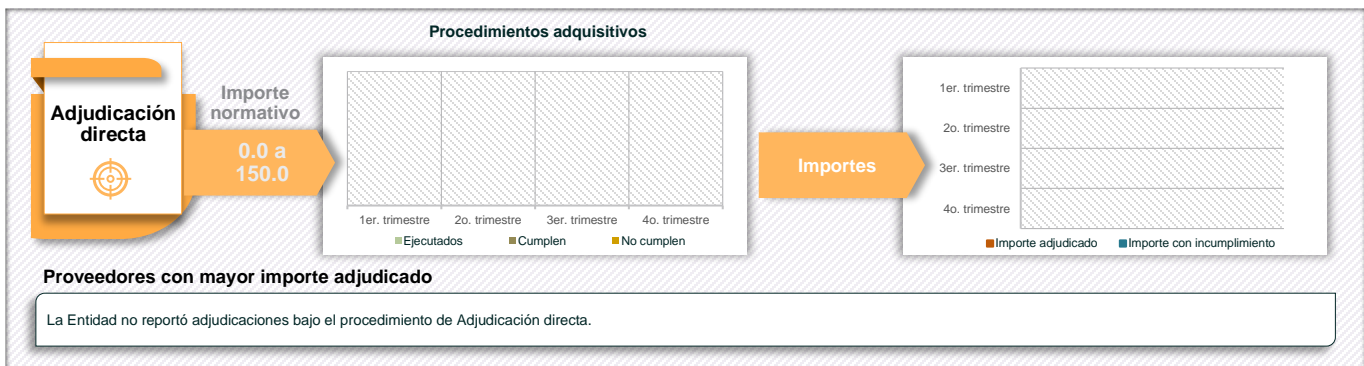 Procedimientos adquisitivos
Adjudicación
directa
Importe
normativo
0.0 a
150.0
1er. trimestre 2o. trimestre 3er. trimestre 4o. trimestre
Ejecutados Cumplen No cumplen
Importes
1er. trimestre
2o. trimestre
3er. trimestre
4o. trimestre
Importe adjudicado Importe con incumplimiento
Proveedores con mayor importe adjudicado
La Entidad no reportó adjudicaciones bajo el procedimiento de Adjudicación directa.